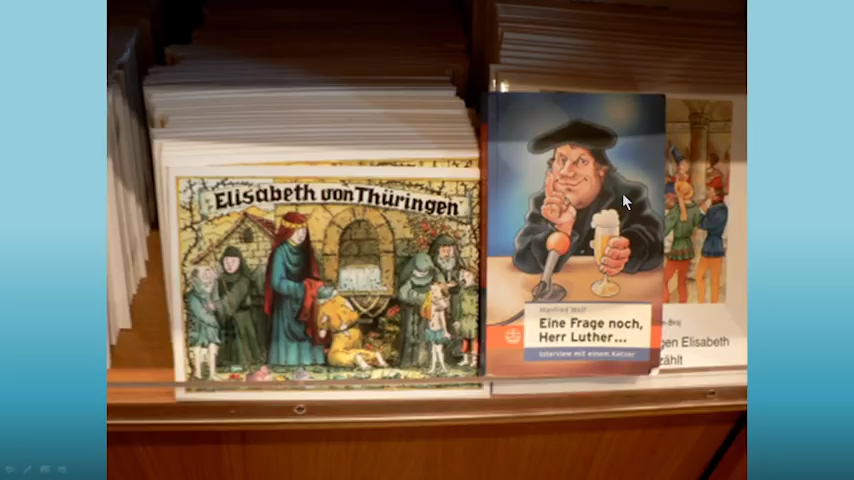 Elisabeth von Thüringen
Manfred Wolf
Eine Frage noch,
Herr Luther...
Interview mit einem Ketzer
gen Elisabeth
zählt